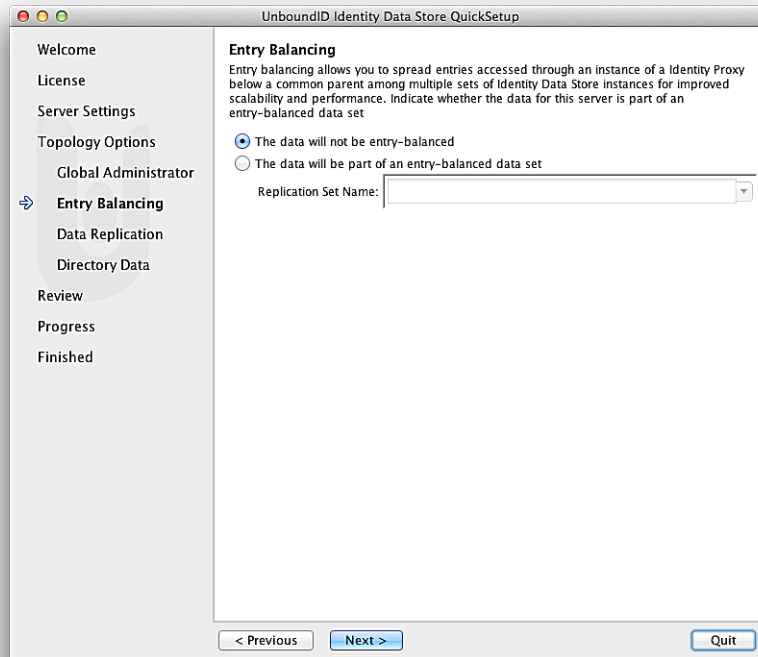 UnboundID Identity Data Store QuickSetup
Welcome
License
Server Settings
Topology Options
Global Administrator
Entry Balancing
Data Replication
Directory Data
Review
Progress
Finished
Entry Balancing
Entry balancing allows you to spread entries accessed through an instance of a Identity Proxy
below a common parent among multiple sets of Identity Data Store instances for improved
scalability and performance. Indicate whether the data for this server is part of an
entry-balanced data set
The data will not be entry-balanced
The data will be part of an entry-balanced data set
Replication Set Name:
< Previous
Next >
Quit